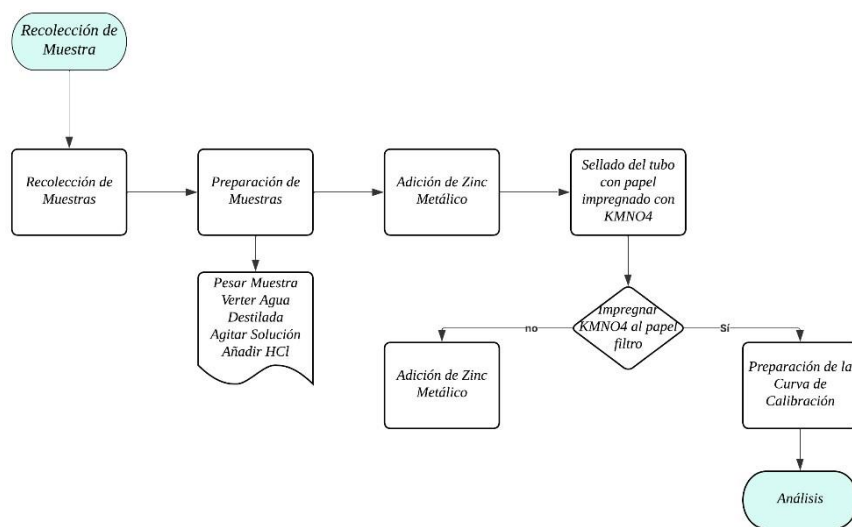 Recolección de
Muestra
Recolección de
Muestras
Preparación de
Muestras
Adición de Zinc
Metálico
Sellado del tubo
con papel
impregnado con
KMNO4
Pesar Muestra
Verter Agua
Destilada
Agitar Solución
Añadir HCl
Impregnar
KMNO4 al papel
filtro
no
Sí
Adición de Zinc
Metálico
Preparación de la
Curva de
Calibración
Análisis